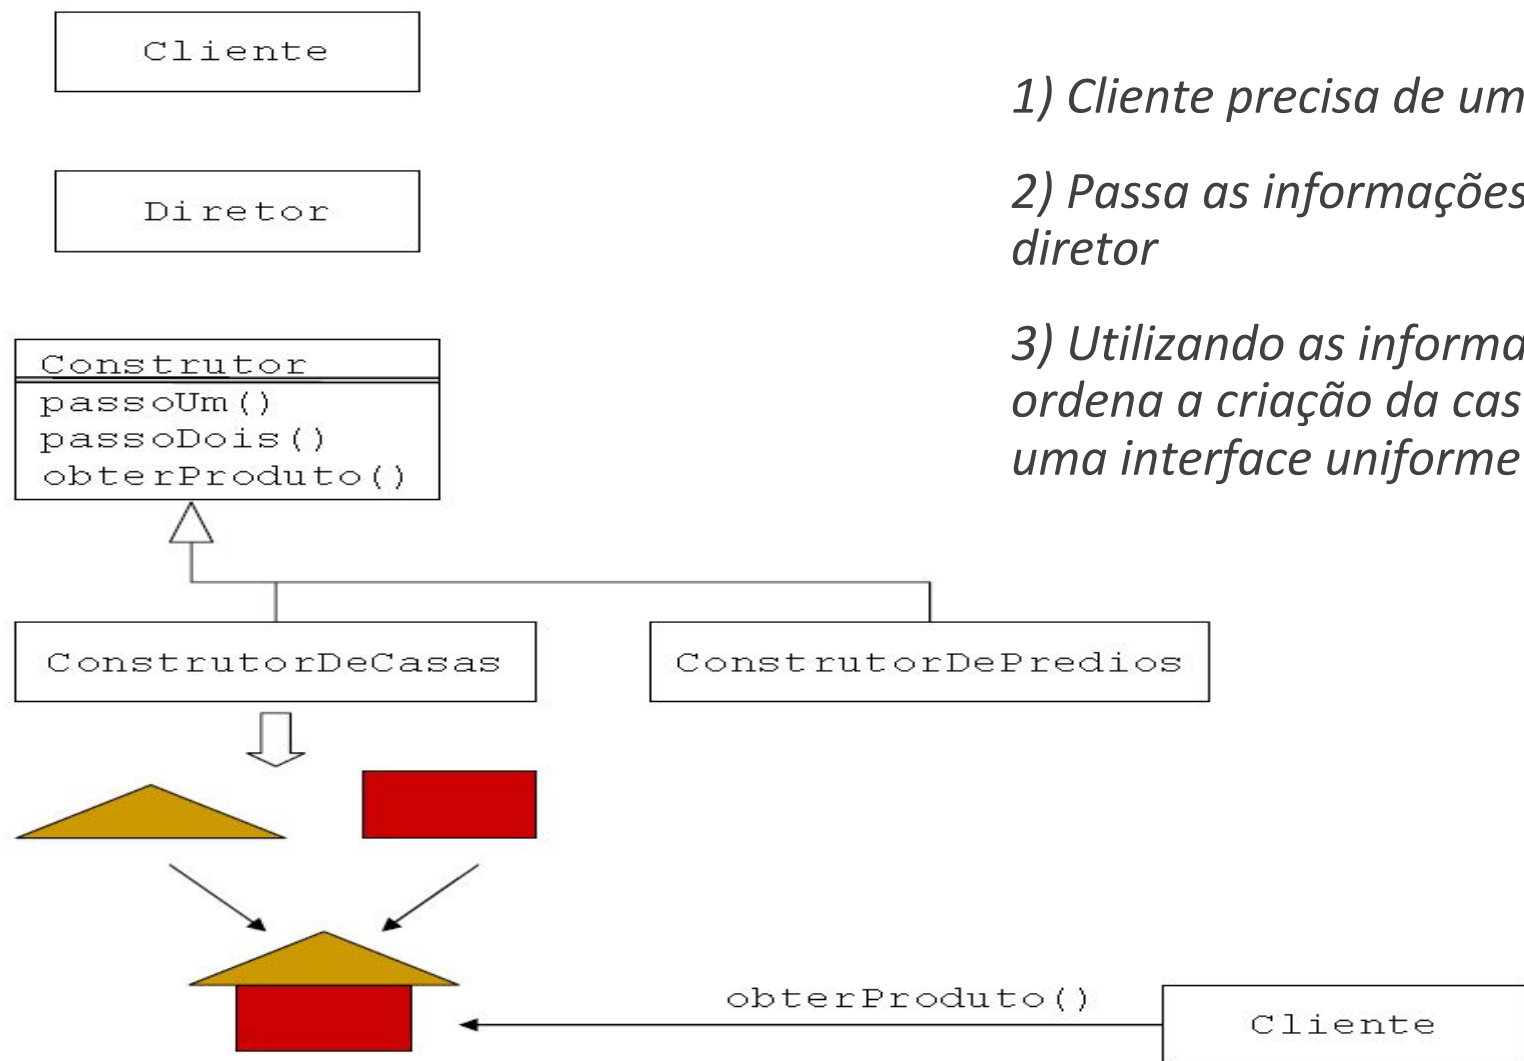 Cliente
1) Cliente precisa de um
Diretor
2) Passa as informações
diretor
3) Utilizando as informa
ordena a criação da cas
uma interface uniforme
Construtor
passoUm()
passoDois()
obterProduto()
ConstrutorDeCasas
ConstrutorDePredios
obterProduto()
Cliente